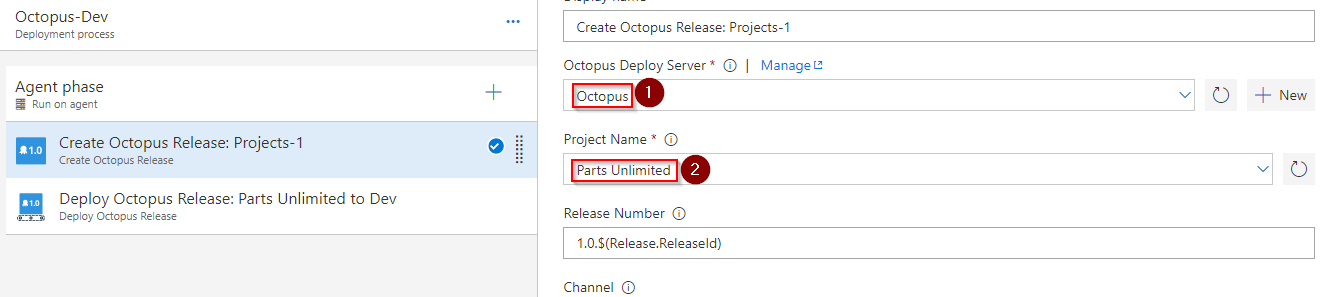 Octopus-Dev
Deployment process
Agent phase
Run on agent
1.0
Create Octopus Release: Projects-1
Create Octopus Release
1.0
Deploy Octopus Release: Parts Unlimited to Dev
Deploy Octopus Release
Display name
Create Octopus Release: Projects-1
Octopus Deploy Server * | Manage
Octopus 1
New
Project Name *
Parts Unlimited 2
Release Number
1.0.$(Release.ReleaseId)
Channel